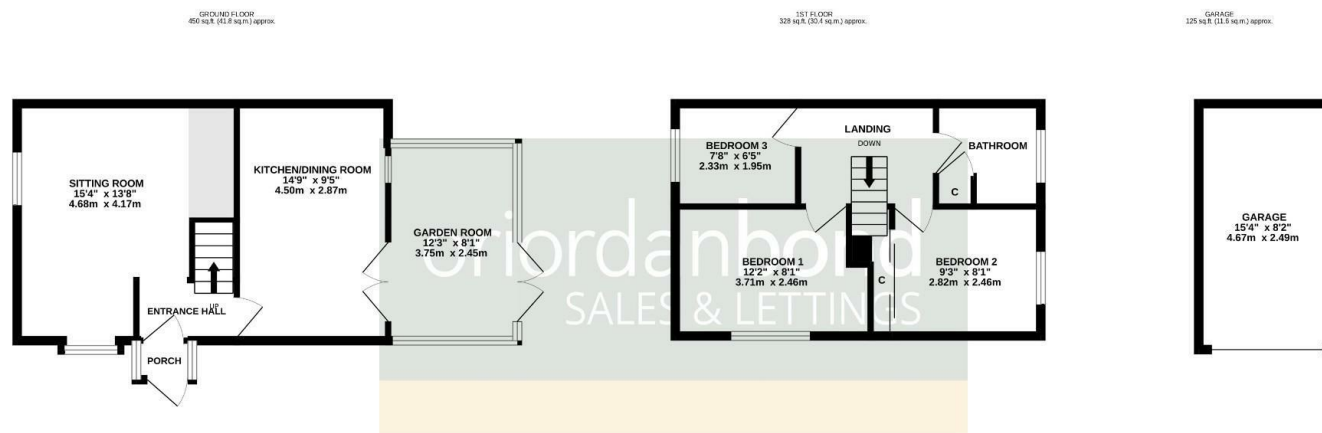 GROUND FLOOR
450 sq.ft. (41.8 sq.m.) approx.
1ST FLOOR
328 sq.ft. (30.4 sq.m.) approx.
GARAGE
125 sq.ft. (11.6 sq.m.) approx.
SITTING ROOM
15'4" x 13'8"
4.68m x 4.17m
KITCHEN/DINING ROOM
14'9" x 9'5"
4.50m x 2.87m
GARDEN ROOM
12'3" x 8'1"
3.75m x 2.45m
UP
ENTRANCE HALL
PORCH
BEDROOM 3
7'8" x 6'5"
2.33m x 1.95m
LANDING
DOWN
BATHROOM
C
BEDROOM 1
12'2" x 8'1"
3.71m x 2.46m
C
BEDROOM 2
9'3" x 8'1"
2.82m x 2.46m
GARAGE
15'4" x 8'2"
4.67m x 2.49m
oriordanbond
SALES & LETTINGS